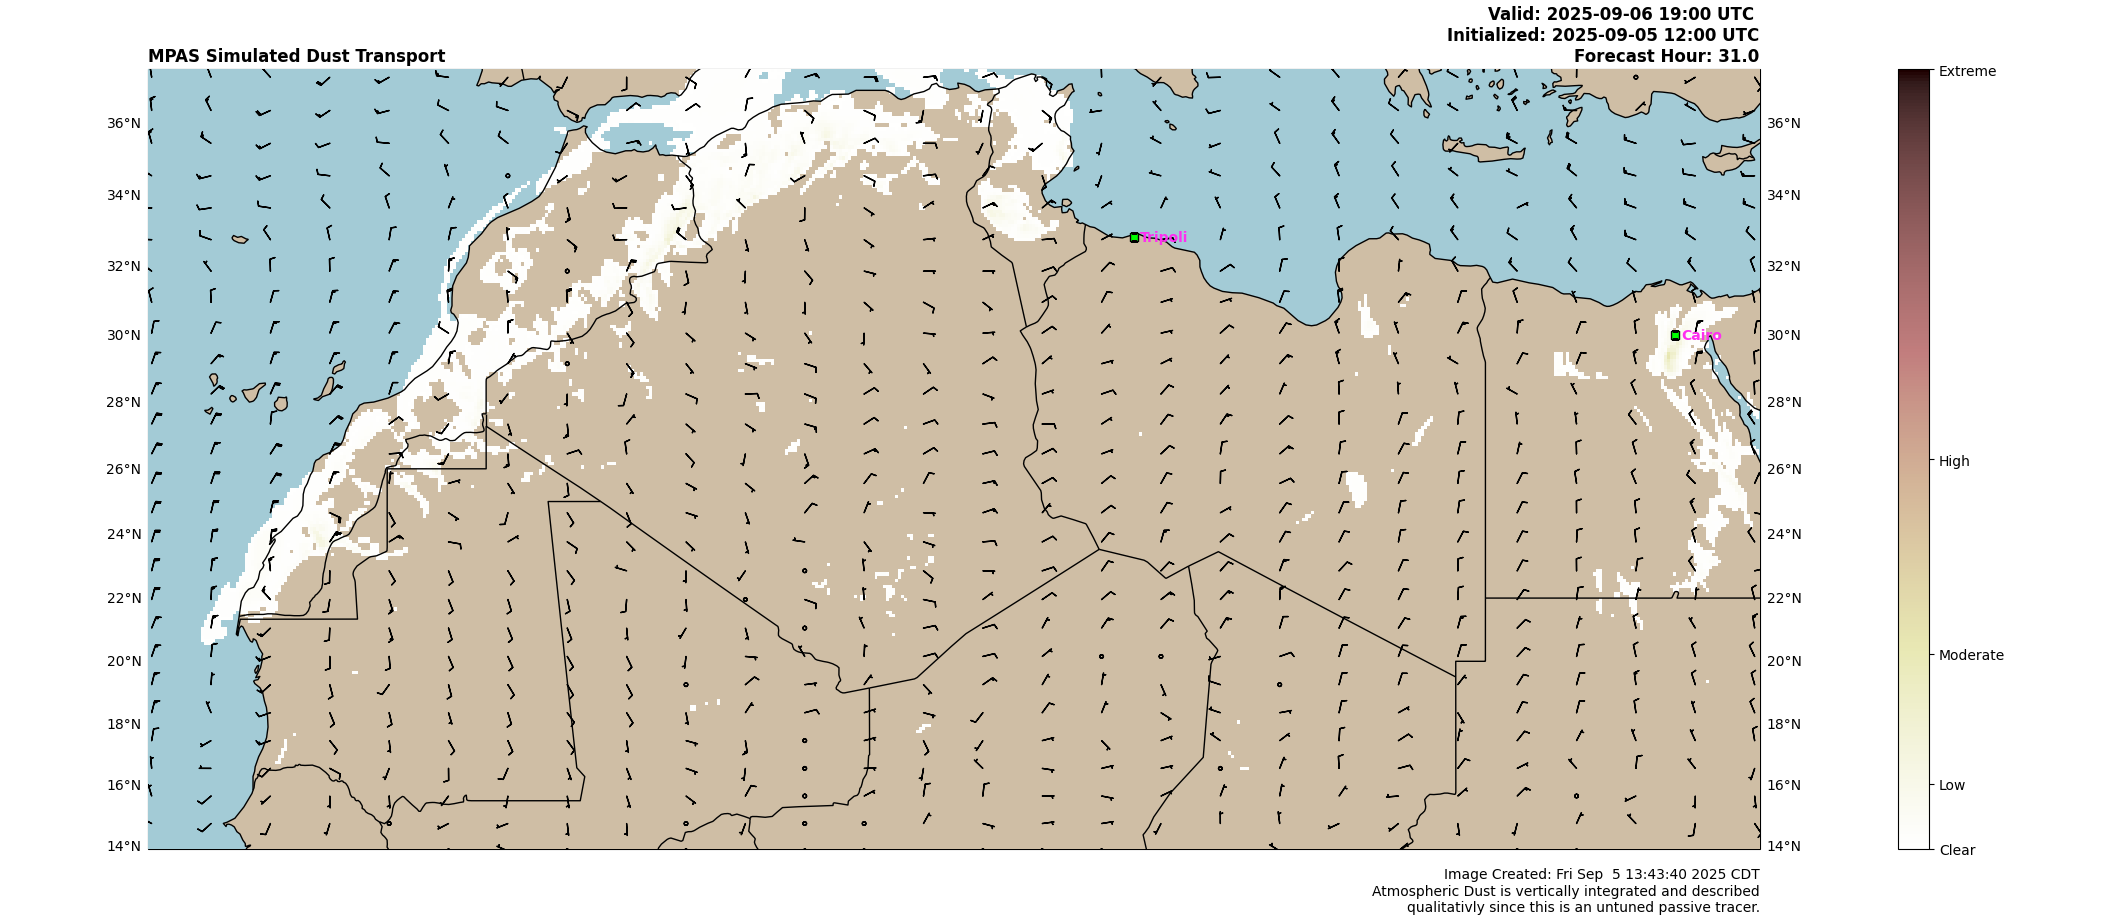 Valid: 2025-09-06 19:00 UTC
Initialized: 2025-09-05 12:00 UTC
MPAS Simulated Dust Transport
Forecast Hour: 31.0
Extreme
36°N
36°N
34°N
34°N
Tripoli
32°N
32°N
30°N
Cairo
30°N
28°N
28°N
26°N
26°N
High
24°N
24°N
22°N
22°N
20°N
20°N
Moderate
18°N
18°N
16°N
16°N
Low
14°N
14°N
Clear
Image Created: Fri Sep  5 13:43:40 2025 CDT
Atmospheric Dust is vertically integrated and described
qualitativly since this is an untuned passive tracer.